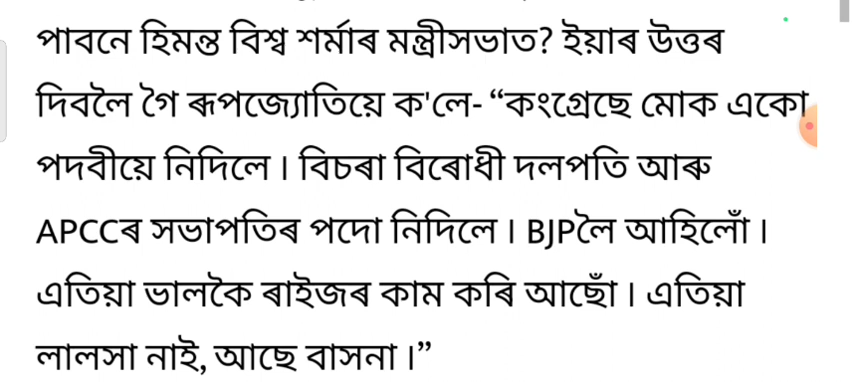 পাবনে হিমন্ত বিশ্ব শৰ্মাৰ মন্ত্ৰীসভাত? ইয়াৰ উত্তৰ
দিবলৈ গৈ ৰূপজ্যোতিয়ে ক'লে- “কংগ্ৰেছে মোক একো
পদবীয়ে নিদিলে। বিচৰা বিৰোধী দলপতি আৰু
APCCৰ সভাপতিৰ পদো নিদিলে। BJPলৈ আহিলোঁ।
এতিয়া ভালকৈ ৰাইজৰ কাম কৰি আছোঁ। এতিয়া
লালসা নাই, আছে বাসনা।”